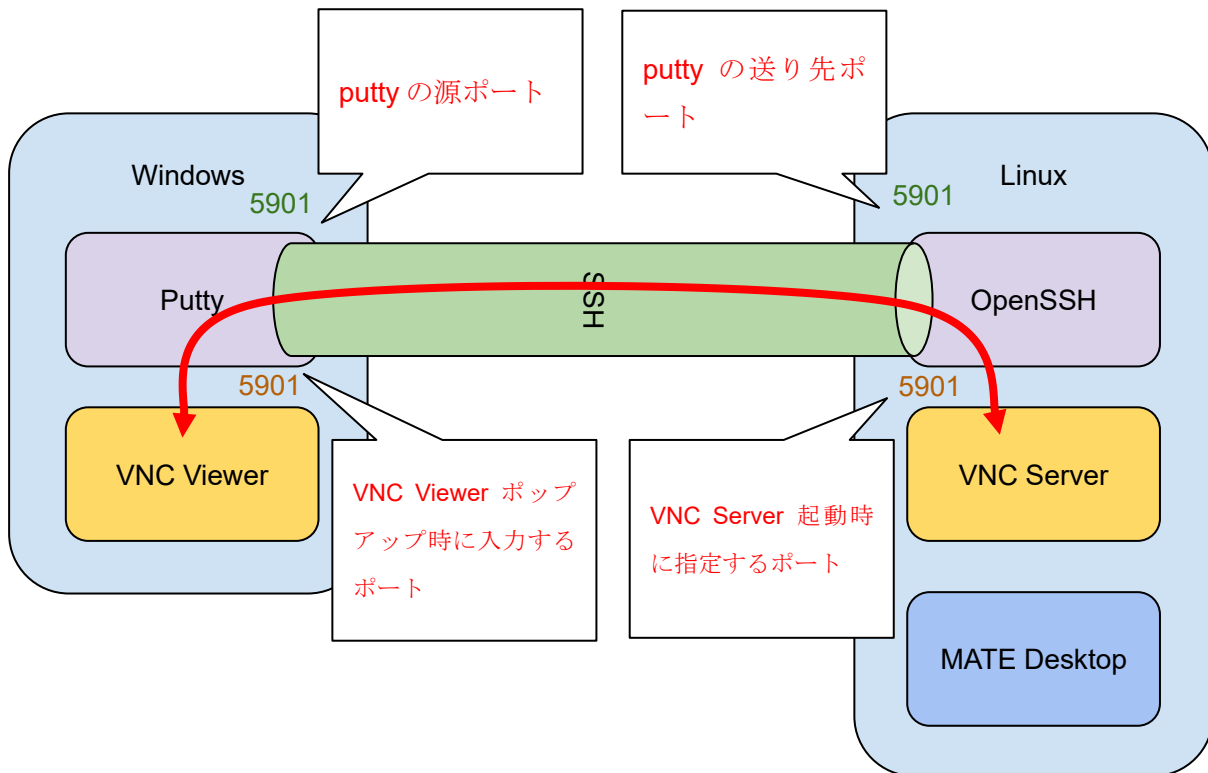 putty の源ポート
putty の送り先ポ
ート
Windows
Linux
5901
5901
Putty
SSH
OpenSSH
5901
5901
VNC Viewer
VNC Server
VNC Viewer ポップ
アップ時に入力する
ポート
VNC Server 起動時
に指定するポート
MATE Desktop